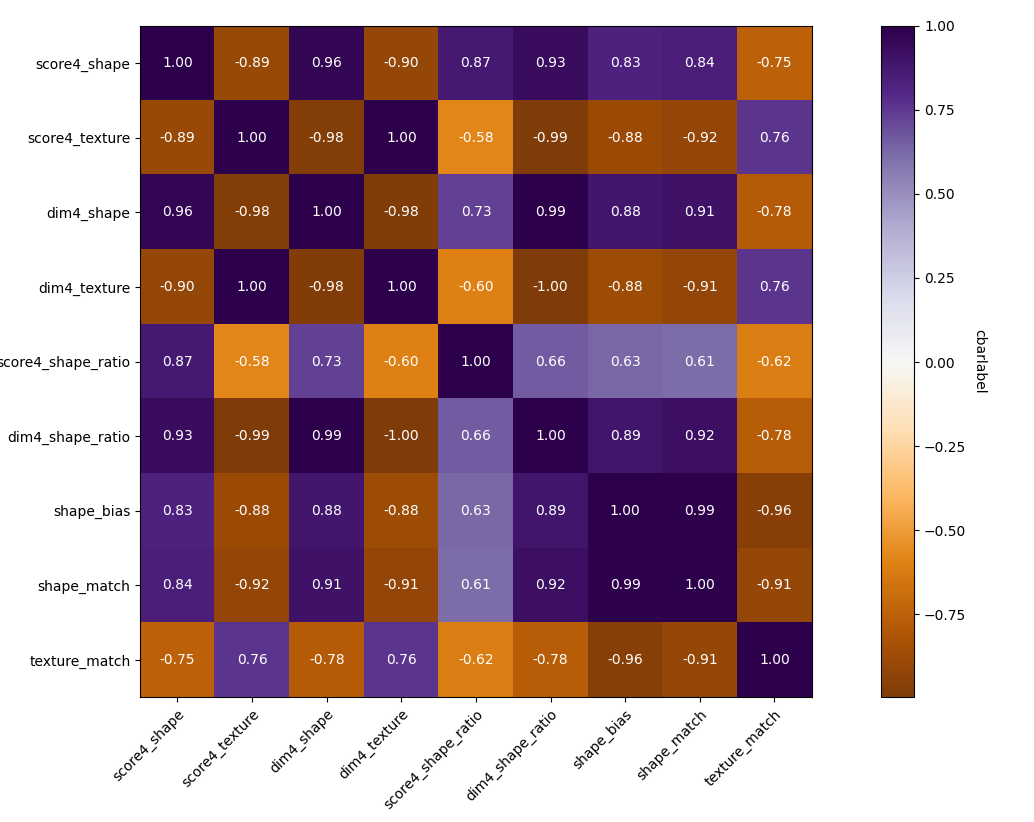 score4_shape 1.00 -0.89 0.96 -0.90 0.87 0.93 0.83 0.84 -0.75
score4_texture -0.89 1.00 -0.98 1.00 -0.58 -0.99 -0.88 -0.92 0.76
dim4_shape 0.96 -0.98 1.00 -0.98 0.73 0.99 0.88 0.91 -0.78
dim4_texture -0.90 1.00 -0.98 1.00 -0.60 -1.00 -0.88 -0.91 0.76
score4_shape_ratio 0.87 -0.58 0.73 -0.60 1.00 0.66 0.63 0.61 -0.62
dim4_shape_ratio 0.93 -0.99 0.99 -1.00 0.66 1.00 0.89 0.92 -0.78
shape_bias 0.83 -0.88 0.88 -0.88 0.63 0.89 1.00 0.99 -0.96
shape_match 0.84 -0.92 0.91 -0.91 0.61 0.92 0.99 1.00 -0.91
texture_match -0.75 0.76 -0.78 0.76 -0.62 -0.78 -0.96 -0.91 1.00
score4_shape
score4_texture
dim4_shape
dim4_texture
score4_shape_ratio
dim4_shape_ratio
shape_bias
shape_match
texture_match
1.00
0.75
0.50
0.25
0.00
−0.25
−0.50
−0.75
cbarlabel